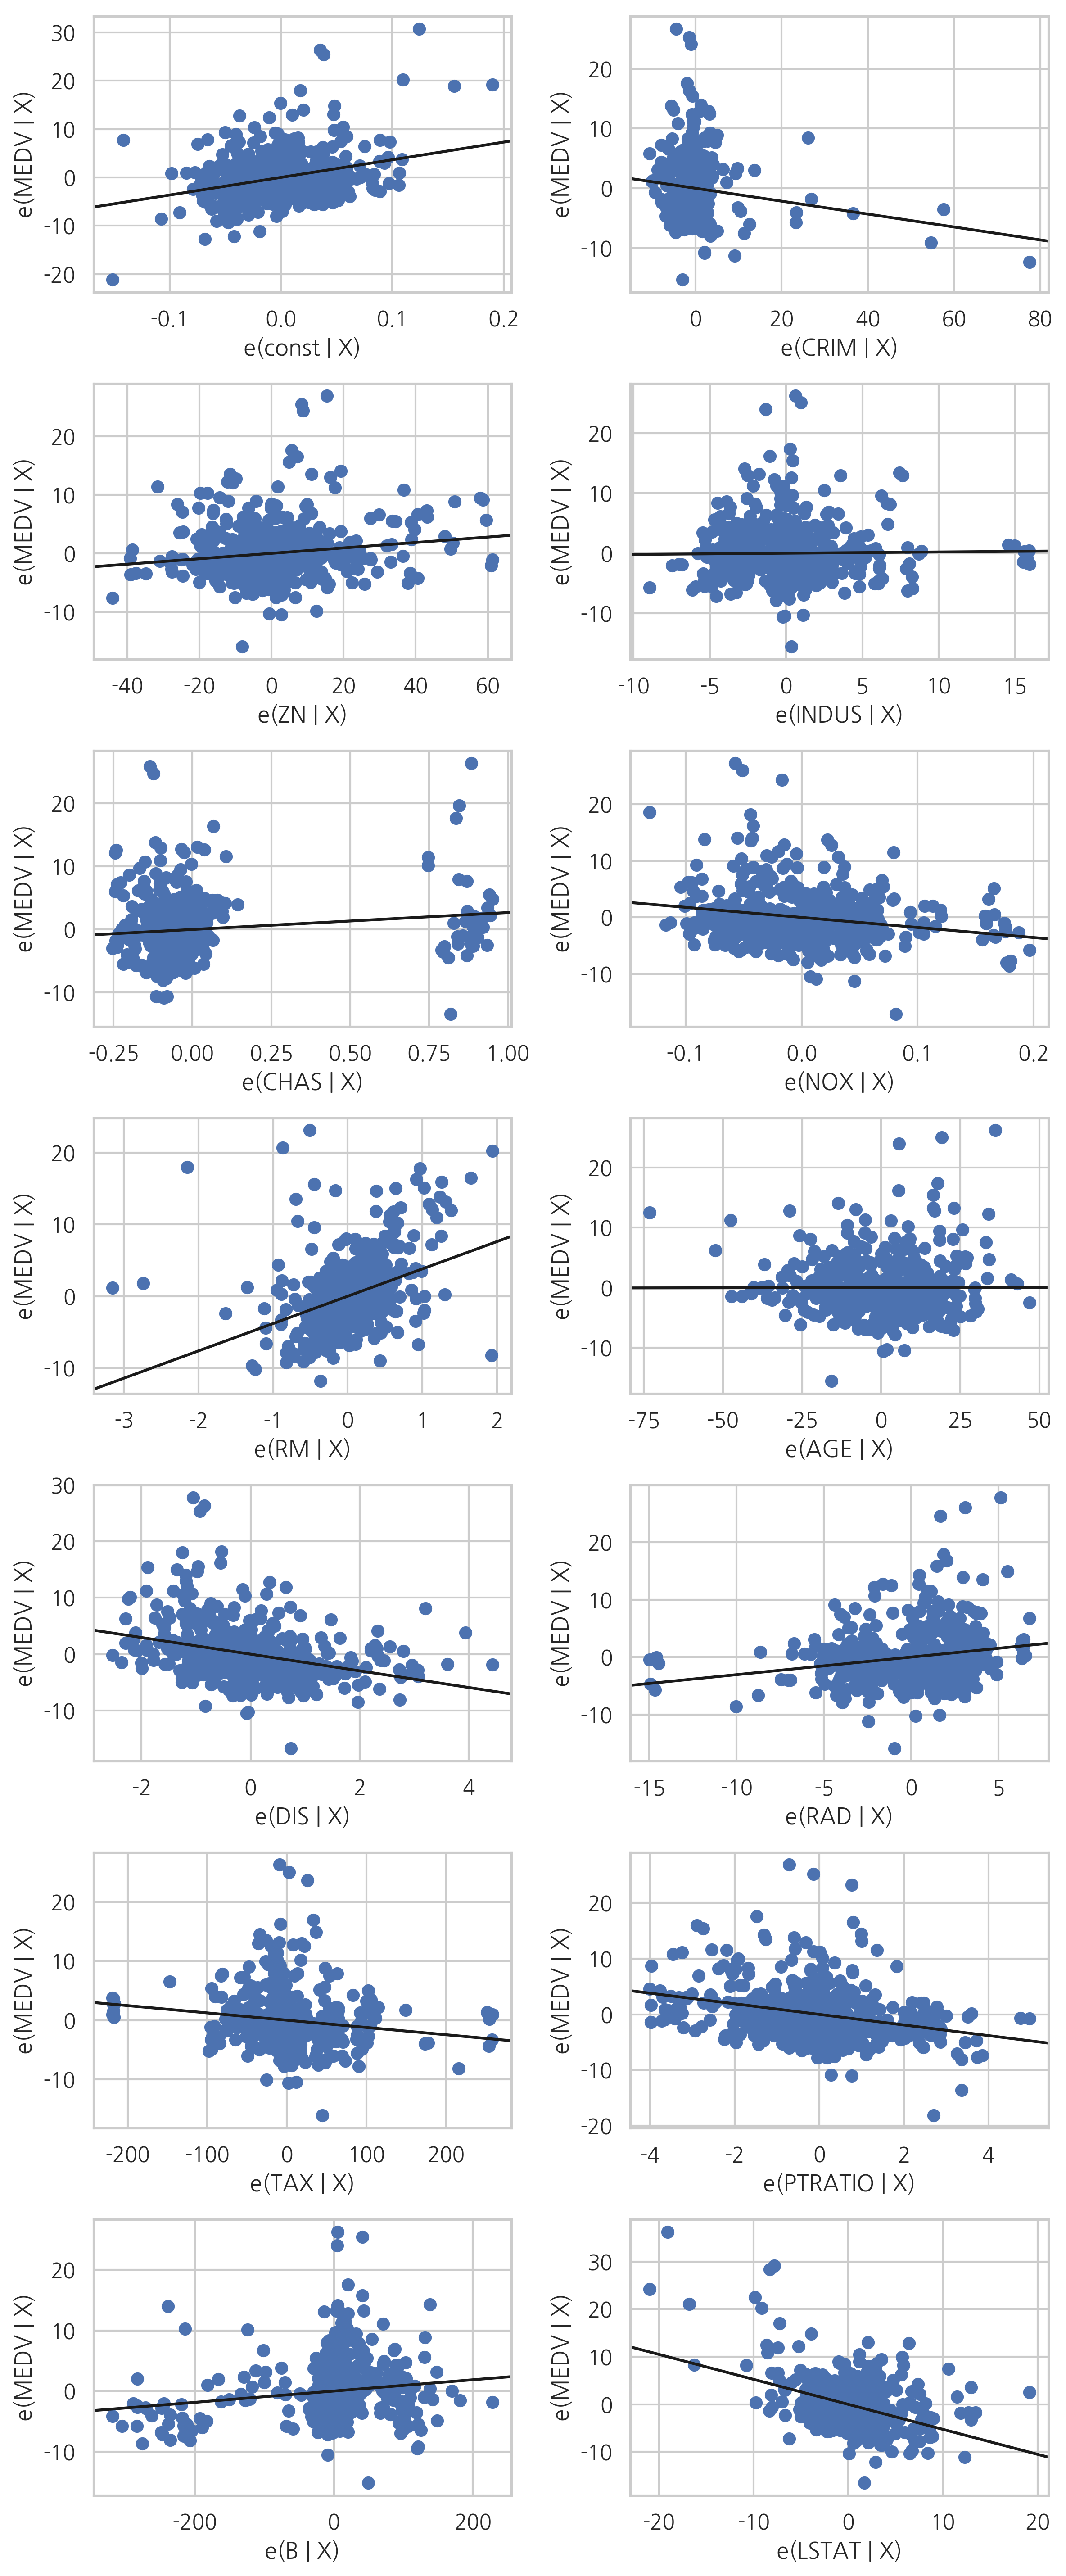 30
20
10
0
-10
-20
e(MEDV | X)
-0.1 0.0 0.1 0.2
e(const | X)
20
10
0
-10
e(MEDV | X)
0 20 40 60 80
e(CRIM | X)
20
10
0
-10
e(MEDV | X)
-40 -20 0 20 40 60
e(ZN | X)
20
10
0
-10
e(MEDV | X)
-10 -5 0 5 10 15
e(INDUS | X)
20
10
0
-10
e(MEDV | X)
-0.25 0.00 0.25 0.50 0.75 1.00
e(CHAS | X)
20
10
0
-10
e(MEDV | X)
-0.1 0.0 0.1 0.2
e(NOX | X)
20
10
0
-10
e(MEDV | X)
-3 -2 -1 0 1 2
e(RM | X)
20
10
0
-10
e(MEDV | X)
-75 -50 -25 0 25 50
e(AGE | X)
30
20
10
0
-10
e(MEDV | X)
-2 0 2 4
e(DIS | X)
20
10
0
-10
e(MEDV | X)
-15 -10 -5 0 5
e(RAD | X)
20
10
0
-10
e(MEDV | X)
-200 -100 0 100 200
e(TAX | X)
20
10
0
-10
-20
e(MEDV | X)
-4 -2 0 2 4
e(PTRATIO | X)
20
10
0
-10
e(MEDV | X)
-200 0 200
e(B | X)
30
20
10
0
-10
e(MEDV | X)
-20 -10 0 10 20
e(LSTAT | X)